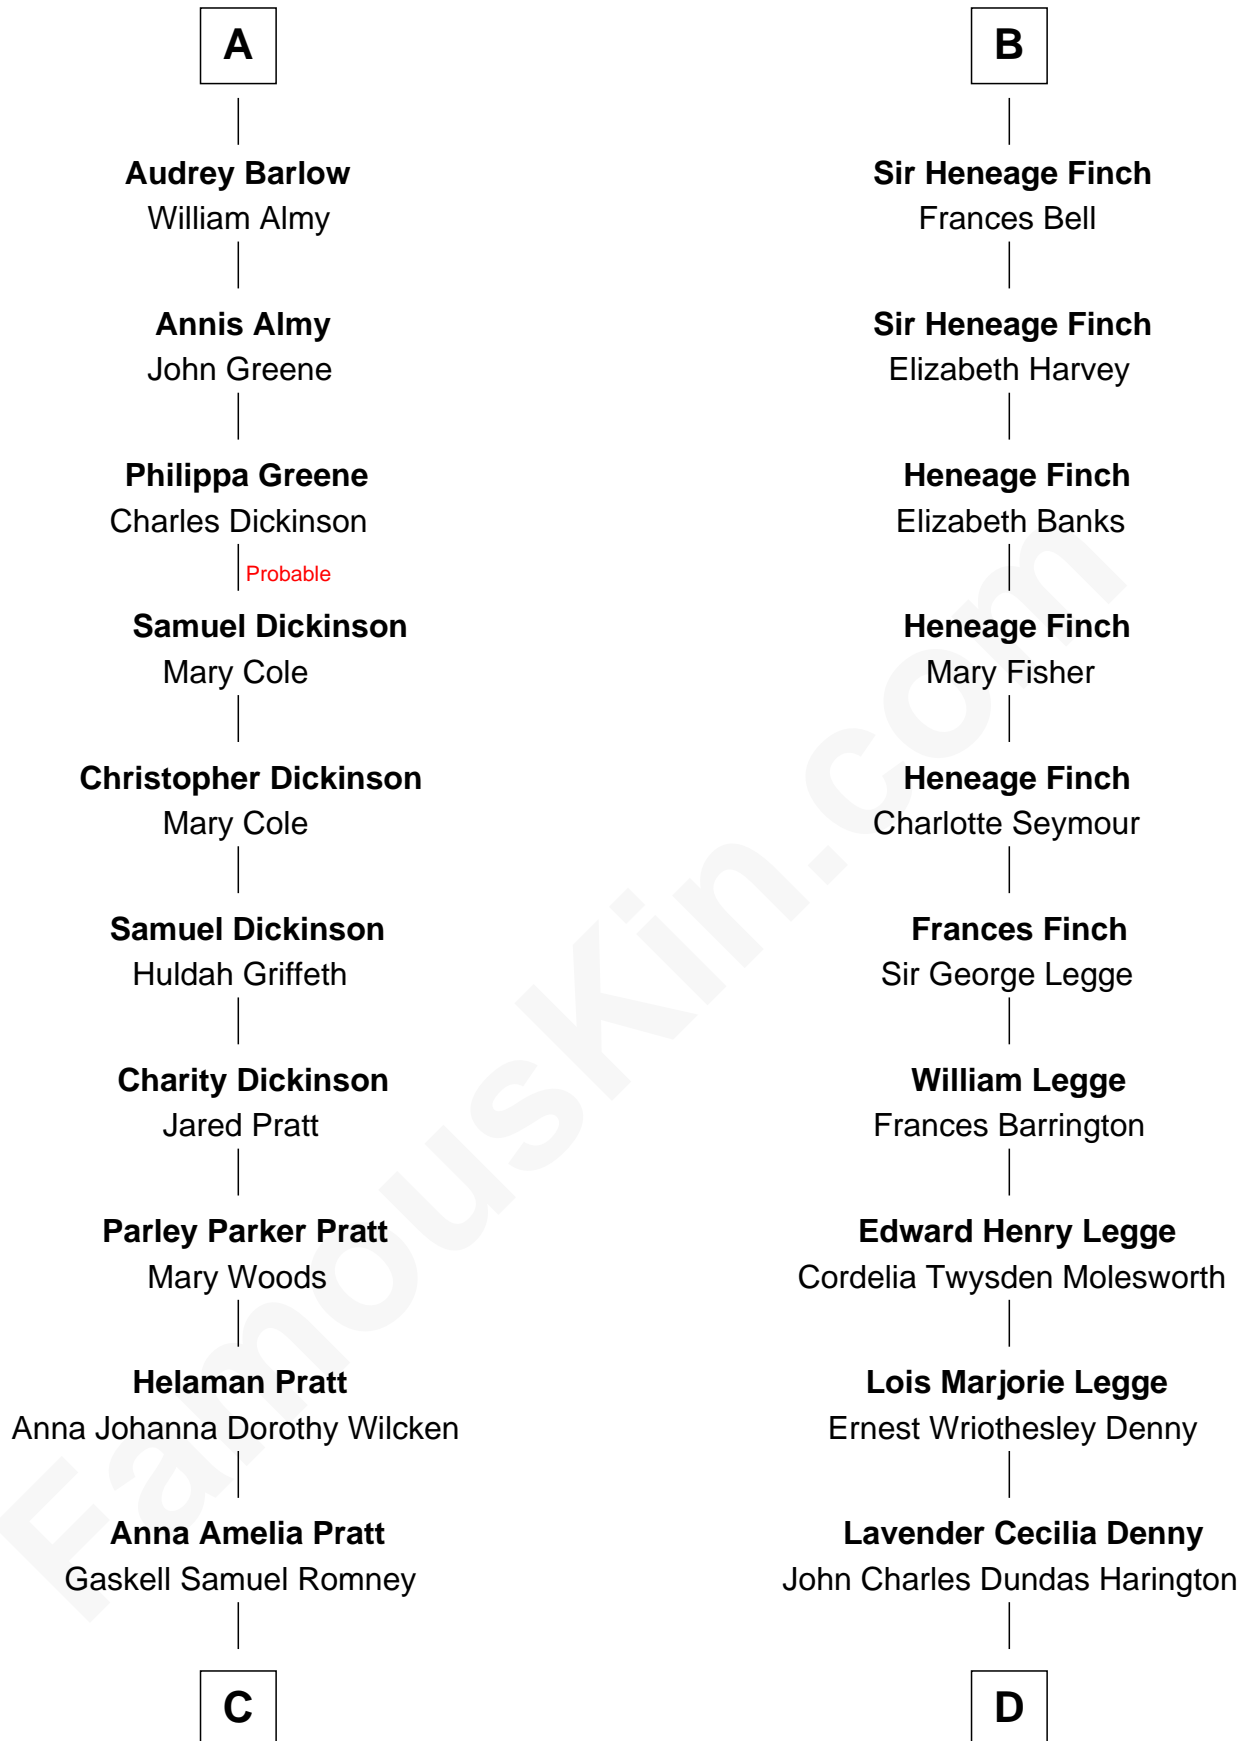 A
Audrey Barlow
William Almy
Annis Almy
John Greene
Philippa Greene
Charles Dickinson
Probable
Samuel Dickinson
Mary Cole
Christopher Dickinson
Mary Cole
Samuel Dickinson
Huldah Griffeth
Charity Dickinson
Jared Pratt
Parley Parker Pratt
Mary Woods
Helaman Pratt
Anna Johanna Dorothy Wilcken
Anna Amelia Pratt
Gaskell Samuel Romney
C
B
Sir Heneage Finch
Frances Bell
Sir Heneage Finch
Elizabeth Harvey
Heneage Finch
Elizabeth Banks
Heneage Finch
Mary Fisher
Heneage Finch
Charlotte Seymour
Frances Finch
Sir George Legge
William Legge
Frances Barrington
Edward Henry Legge
Cordelia Twysden Molesworth
Lois Marjorie Legge
Ernest Wriothesley Denny
Lavender Cecilia Denny
John Charles Dundas Harington
D
FamousKin.com